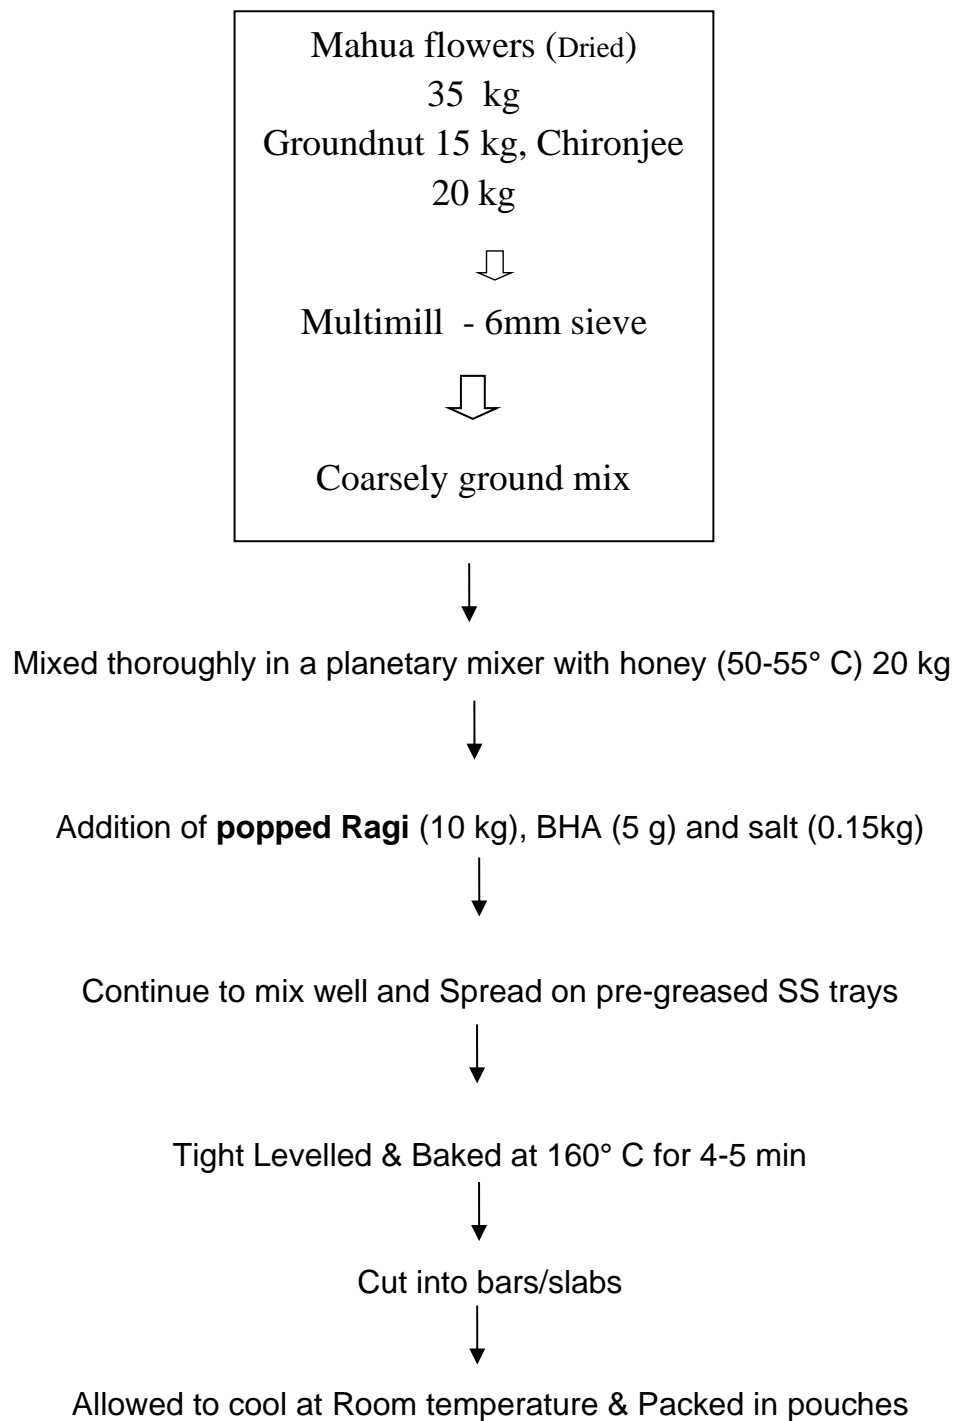 Mahua flowers (Dried)
35 kg
Groundnut 15 kg, Chironjee
20 kg
Multimill - 6mm sieve
Coarsely ground mix
Mixed thoroughly in a planetary mixer with honey (50-55° C) 20 kg
Addition of popped Ragi (10 kg), BHA (5 g) and salt (0.15kg)
Continue to mix well and Spread on pre-greased SS trays
Tight Levelled & Baked at 160° C for 4-5 min
Cut into bars/slabs
Allowed to cool at Room temperature & Packed in pouches